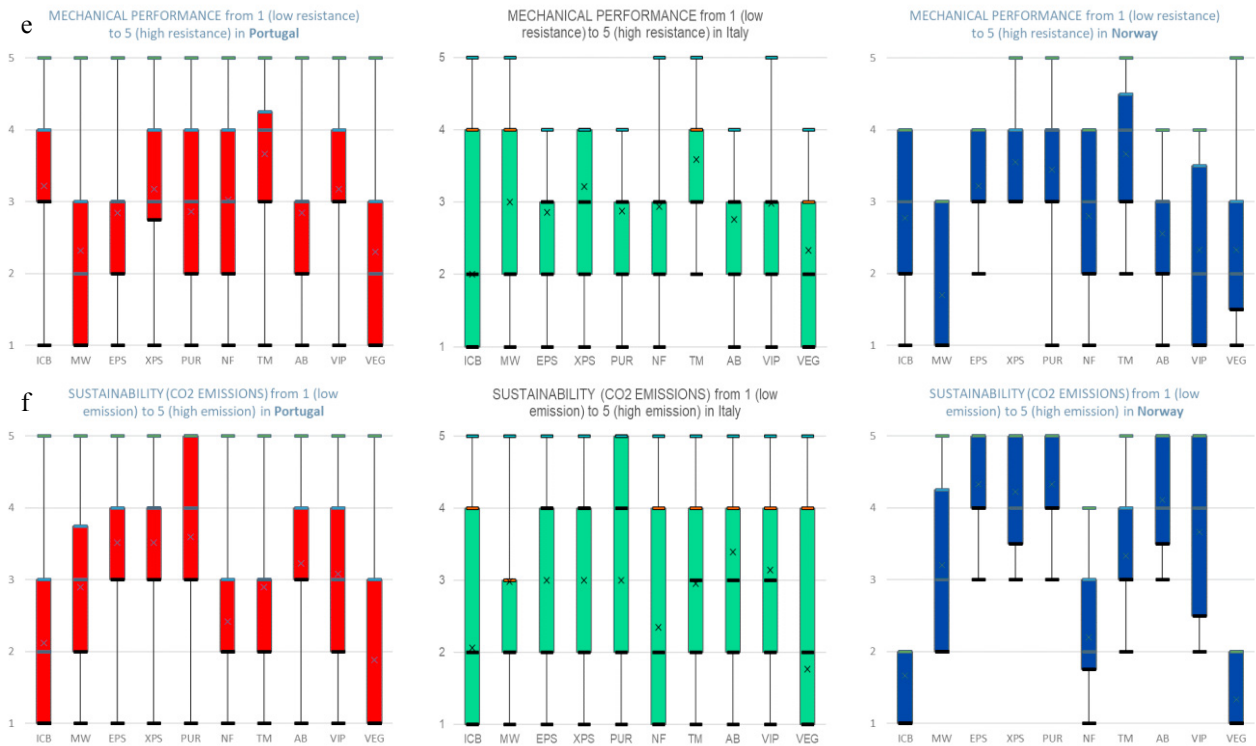 e
MECHANICAL PERFORMANCE from 1 (low resistance)
to 5 (high resistance) in Portugal
5
4
3
2
1
ICB MW EPS XPS PUR NF TM AB VIP VEG
MECHANICAL PERFORMANCE from 1 (low
resistance) to 5 (high resistance) in Italy
5
4
3
2
1
ICB MW EPS XPS PUR NF TM AB VIP VEG
MECHANICAL PERFORMANCE from 1 (low resistance)
to 5 (high resistance) in Norway
5
4
3
2
1
ICB MW EPS XPS PUR NF TM AB VIP VEG
f
SUSTAINABILITY (CO2 EMISSIONS) from 1 (low
emission) to 5 (high emission) in Portugal
5
4
3
2
1
ICB MW EPS XPS PUR NF TM AB VIP VEG
SUSTAINABILITY (CO2 EMISSIONS) from 1 (low
emission) to 5 (high emission) in Italy
5
4
3
2
1
ICB MW EPS XPS PUR NF TM AB VIP VEG
SUSTAINABILITY (CO2 EMISSIONS) from 1 (low
emission) to 5 (high emission) in Norway
5
4
3
2
1
ICB MW EPS XPS PUR NF TM AB VIP VEG